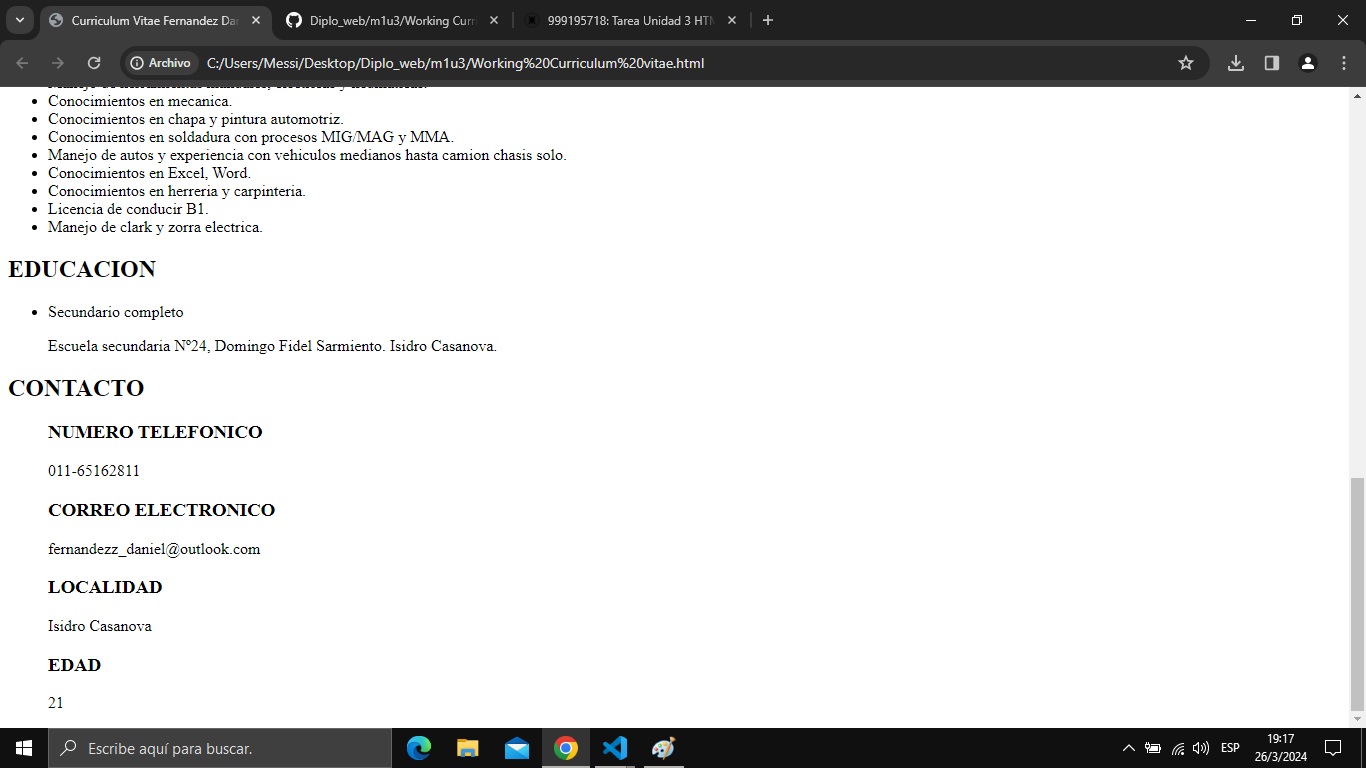 Curriculum Vitae Fernandez Da
Diplo_web/m1u3/Working Curr
999195718: Tarea Unidad 3 HTM
Archivo
C:/Users/Messi/Desktop/Diplo_web/m1u3/Working%20Curriculum%20vitae.html
Conocimientos en mecanica.
Conocimientos en chapa y pintura automotriz.
Conocimientos en soldadura con procesos MIG/MAG y MMA.
Manejo de autos y experiencia con vehiculos medianos hasta camion chasis solo.
Conocimientos en Excel, Word.
Conocimientos en herreria y carpinteria.
Licencia de conducir B1.
Manejo de clark y zorra electrica.
EDUCACION
Secundario completo
Escuela secundaria Nº24, Domingo Fidel Sarmiento. Isidro Casanova.
CONTACTO
NUMERO TELEFONICO
011-65162811
CORREO ELECTRONICO
fernandezz_daniel@outlook.com
LOCALIDAD
Isidro Casanova
EDAD
21
Escribe aquí para buscar.
ESP
19:17
26/3/2024